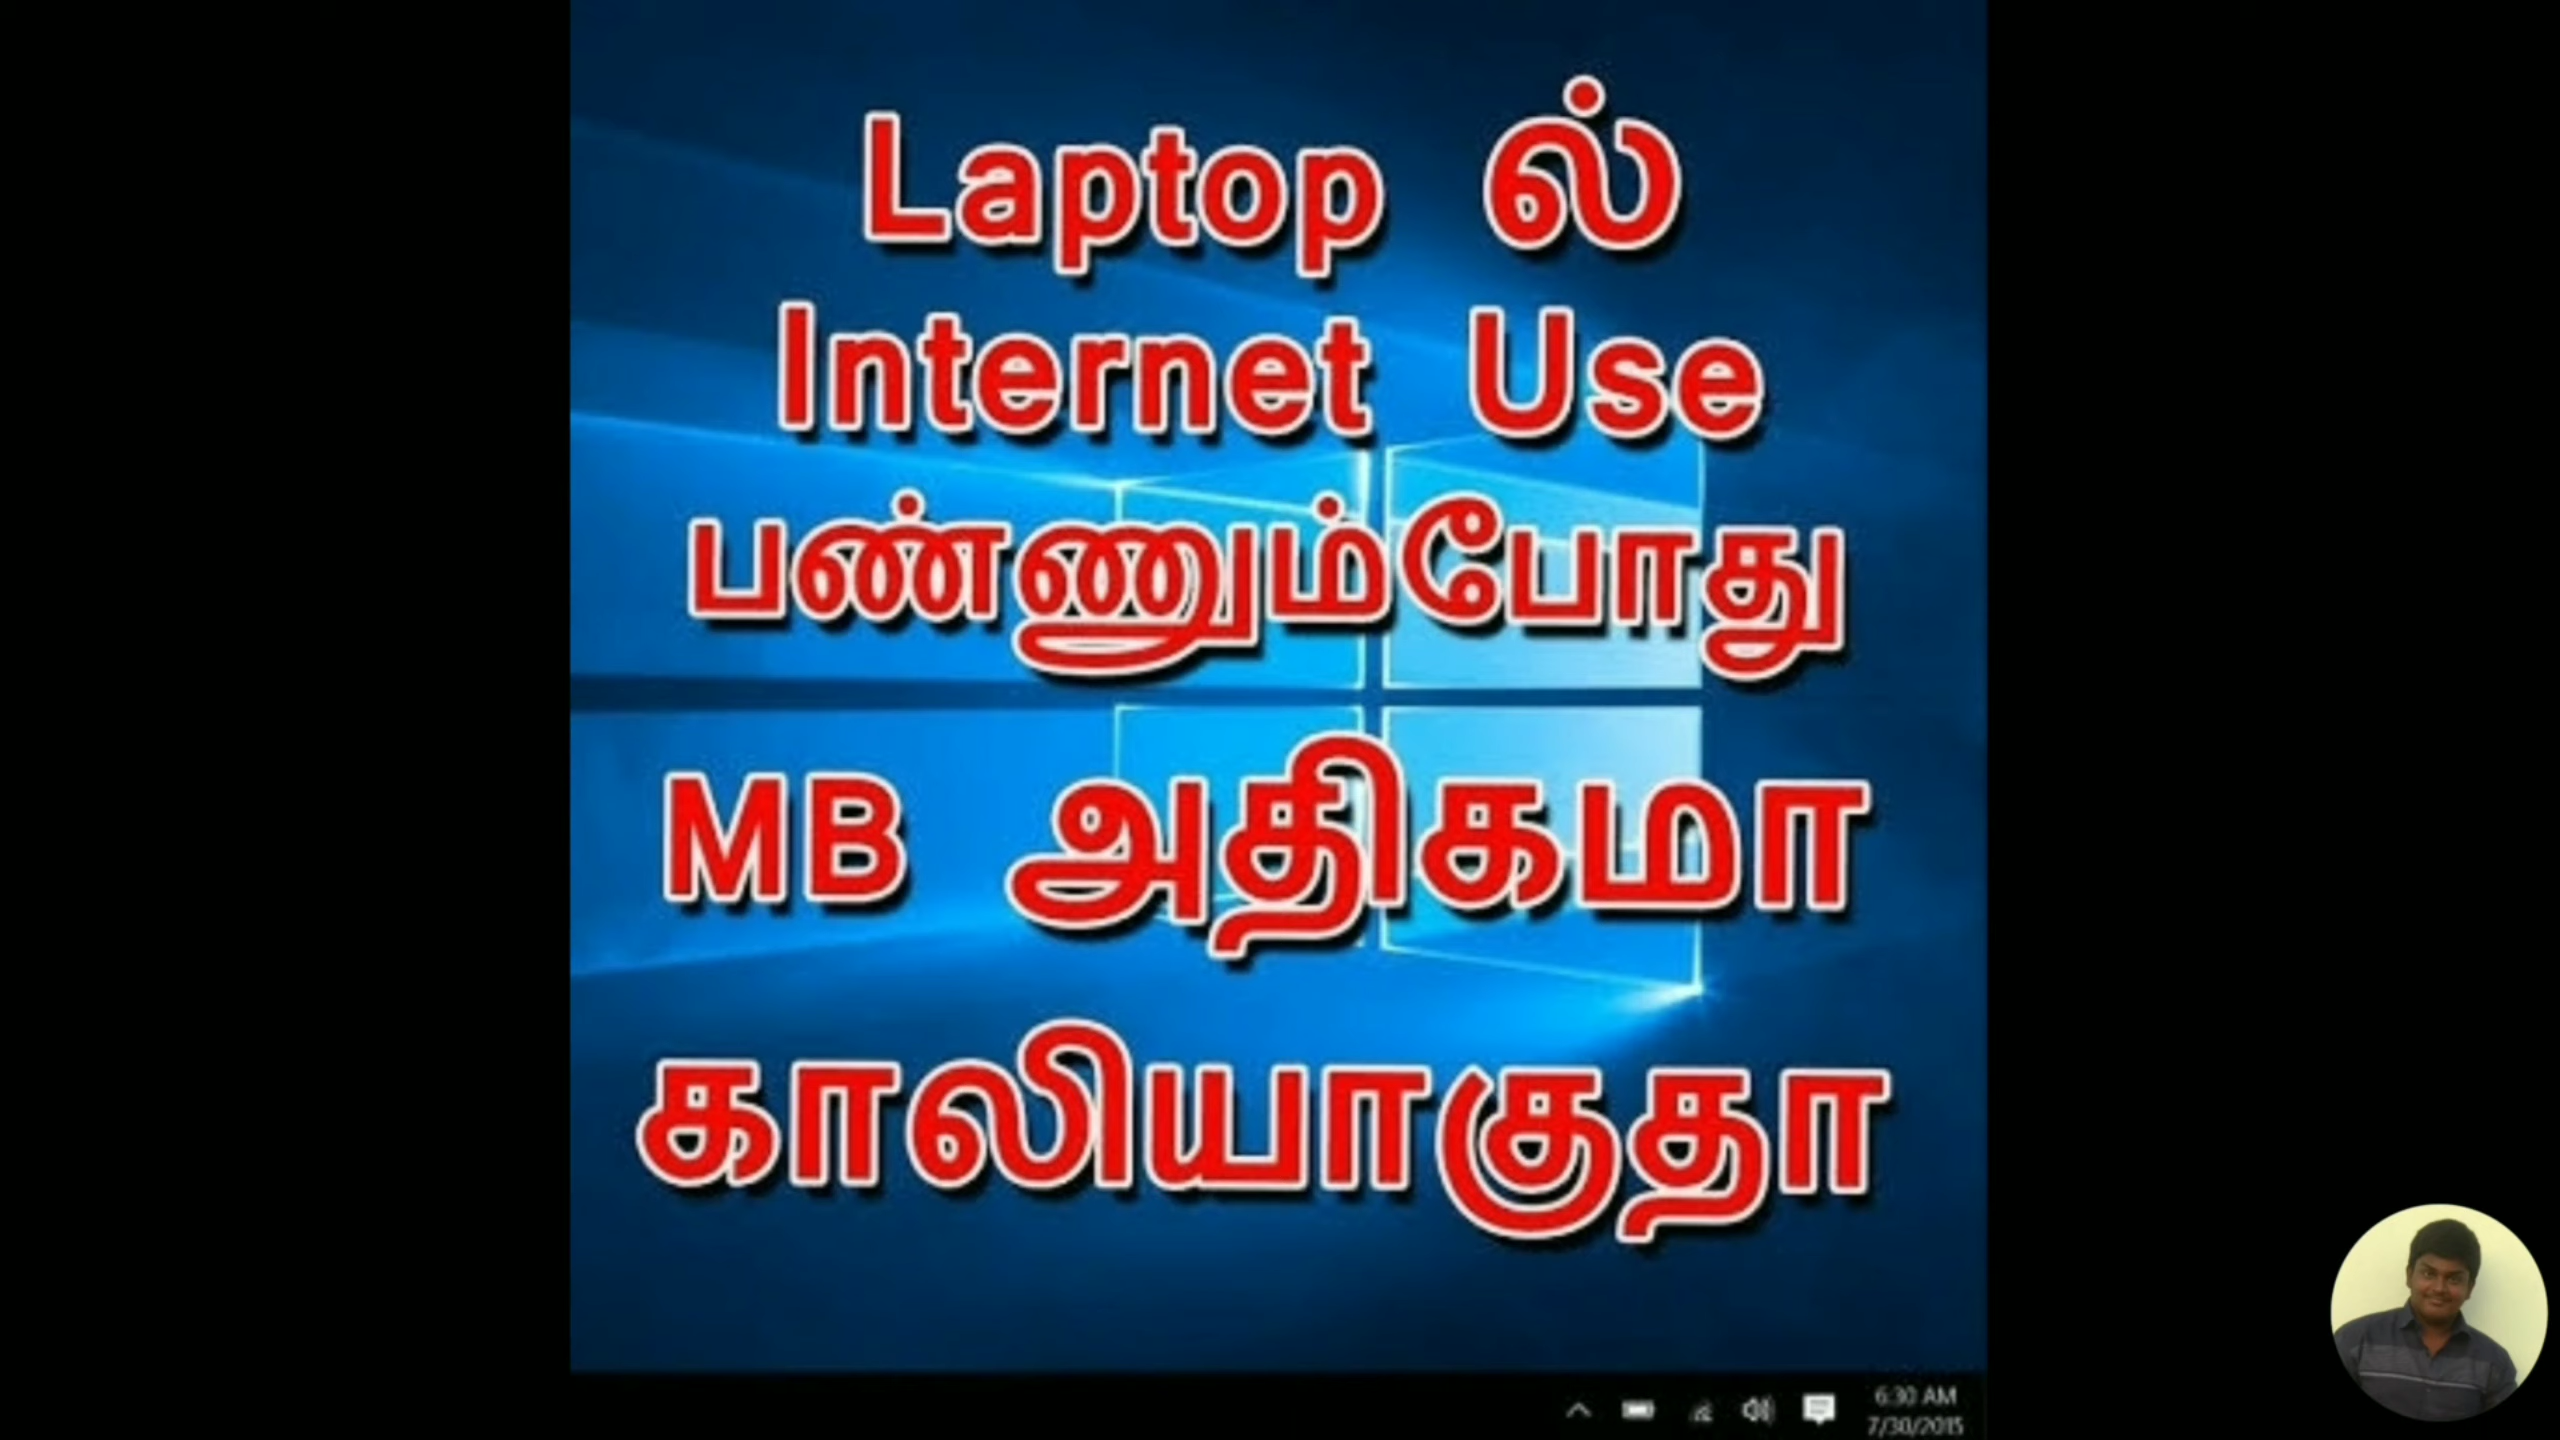 Laptop ல்
Internet Use
பண்ணும்போது
MB அதிகமா
காலியாகுதா
6:30 AM
7/30/2015